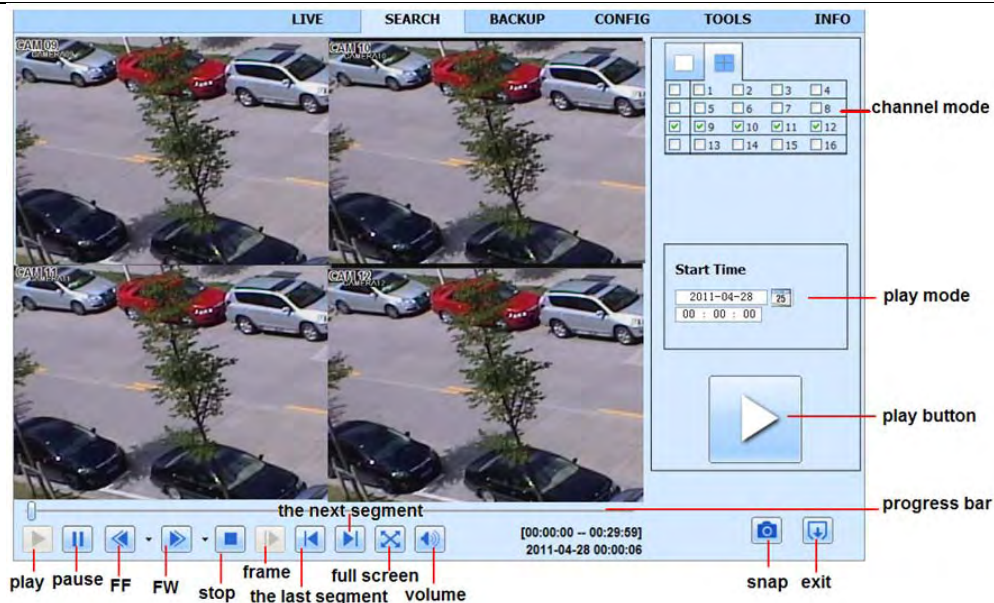 LIVE SEARCH BACKUP CONFIG TOOLS INFO
CAM 09 CAM 10
CAMERA09 CAMERA10
1 2 3 4
5 6 7 8
9 10 11 12
13 14 15 16
channel mode
CAM 11 CAM 12
CAMERA11 CAMERA12
Start Time
2011-04-28 25
00 : 00 : 00
play mode
play button
progress bar
the next segment
[00:00:00 -- 00:29:59]
2011-04-28 00:00:06
play pause FF FW stop frame the last segment full screen volume snap exit